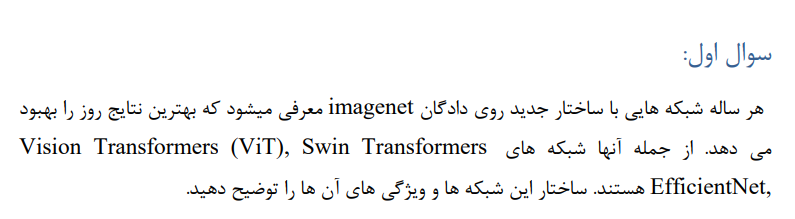 سوال اول:
هر ساله شبکه هایی با ساختار جدید روی دادگان imagenet معرفی میشود که بهترین نتایج روز را بهبود
می دهد. از جمله آنها شبکه های Vision Transformers (ViT), Swin Transformers
EfficientNet, هستند. ساختار این شبکه ها و ویژگی های آن ها را توضیح دهید.